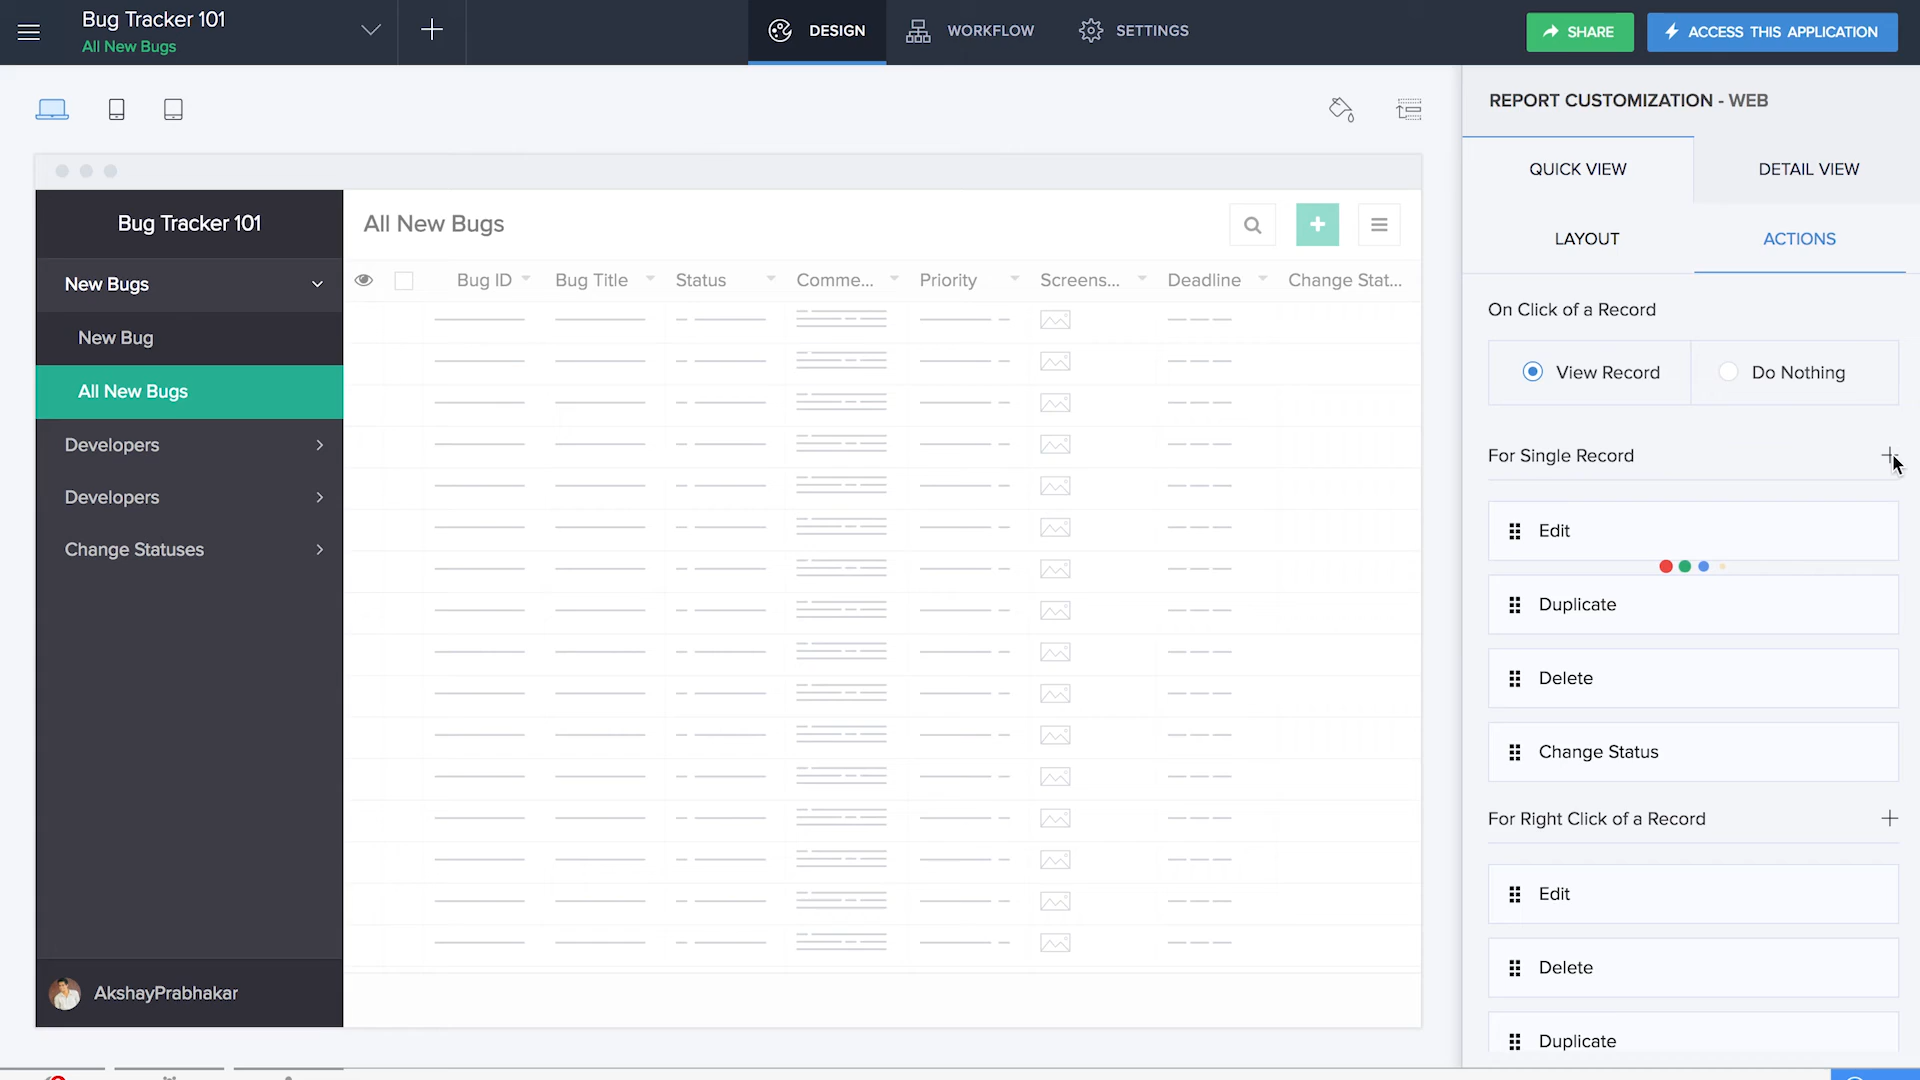 Bug Tracker 101
All New Bugs
DESIGN
WORKFLOW
SETTINGS
SHARE
ACCESS THIS APPLICATION
REPORT CUSTOMIZATION - WEB
QUICK VIEW
DETAIL VIEW
LAYOUT
ACTIONS
Bug Tracker 101
New Bugs
New Bug
All New Bugs
Developers
Developers
Change Statuses
AkshayPrabhakar
All New Bugs
Bug ID
Bug Title
Status
Comme...
Priority
Screens...
Deadline
Change Stat...
On Click of a Record
View Record
Do Nothing
For Single Record
Edit
Duplicate
Delete
Change Status
For Right Click of a Record
Edit
Delete
Duplicate